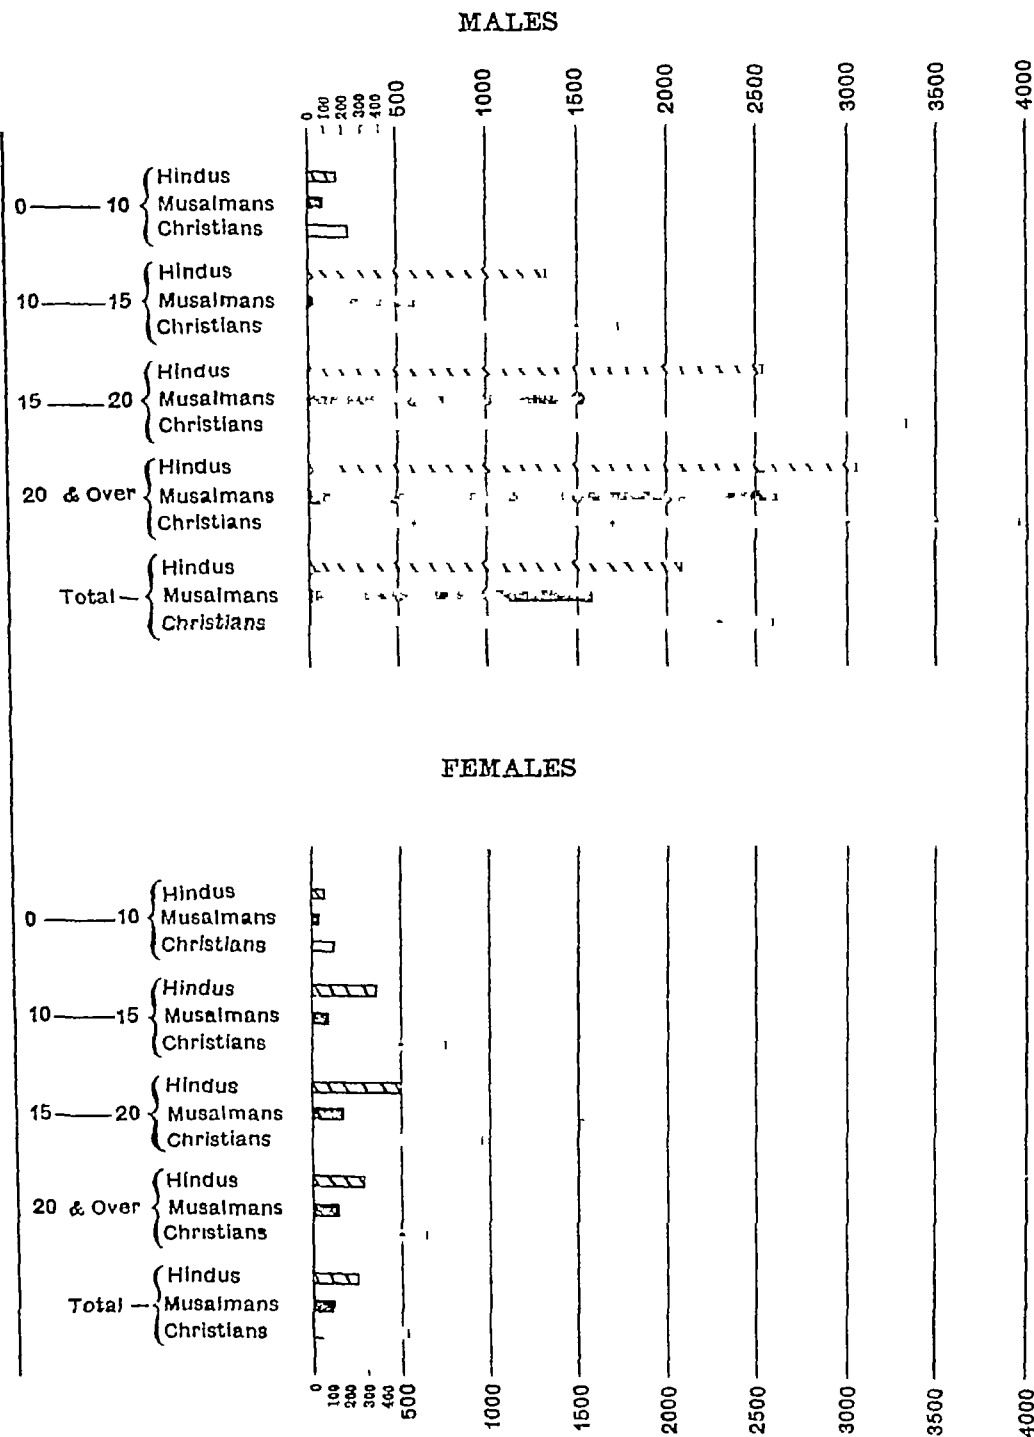 MALES
0 100 200 300 400 500 1000 1500 2000 2500 3000 3500 4000
0 — 10 { Hindus
Musalmans
Christians
10 — 15 { Hindus
Musalmans
Christians
15 — 20 { Hindus
Musalmans
Christians
20 & Over { Hindus
Musalmans
Christians
Total — { Hindus
Musalmans
Christians
FEMALES
0 — 10 { Hindus
Musalmans
Christians
10 — 15 { Hindus
Musalmans
Christians
15 — 20 { Hindus
Musalmans
Christians
20 & Over { Hindus
Musalmans
Christians
Total — { Hindus
Musalmans
Christians
0 100 200 300 400 500 1000 1500 2000 2500 3000 3500 4000